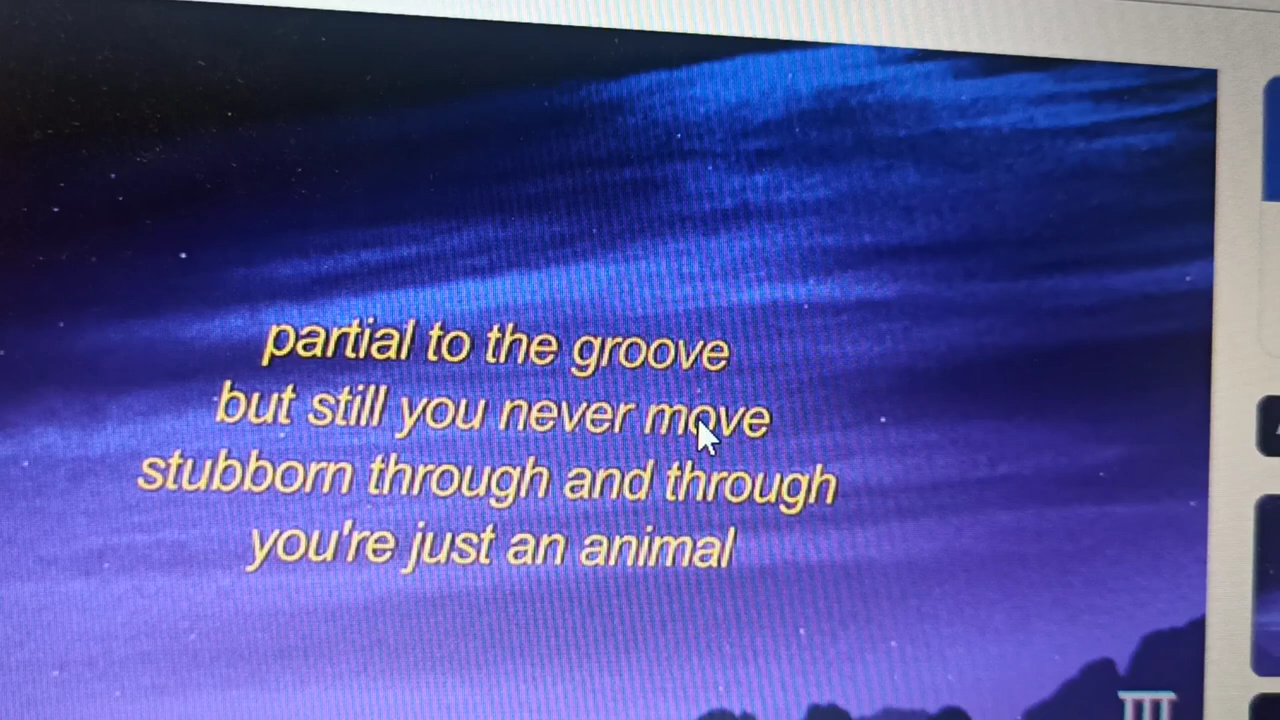 partial to the groove
but still you never move
stubborn through and through
you're just an animal